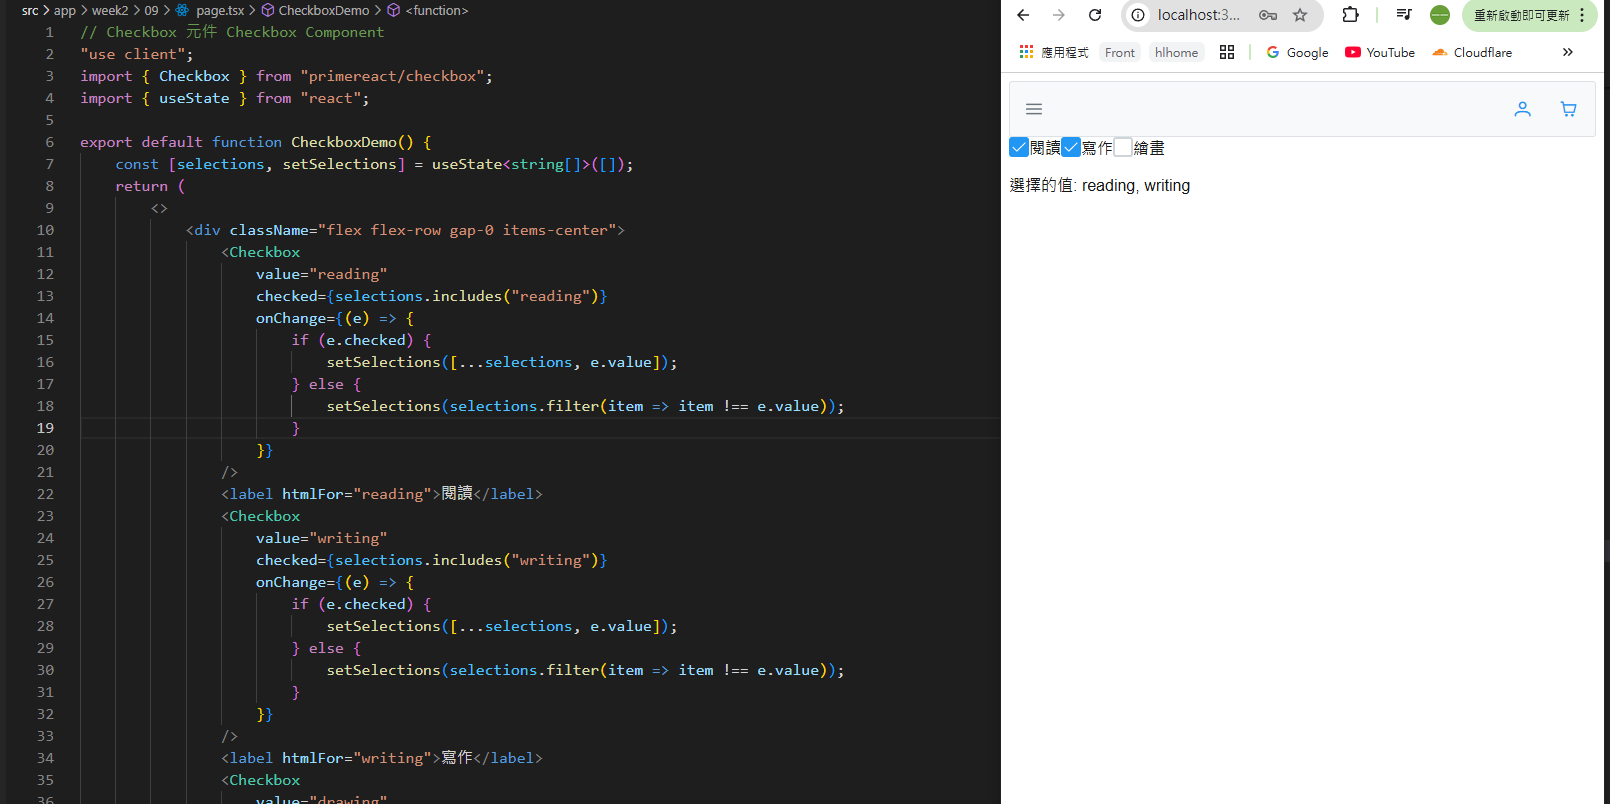 src > app > week2 > 09 > page.tsx > CheckboxDemo > <function>
1 // Checkbox 元件 Checkbox Component
2 "use client";
3 import { Checkbox } from "primereact/checkbox";
4 import { useState } from "react";
5
6 export default function CheckboxDemo() {
7 const [selections, setSelections] = useState<string[]>([]);
8 return (
9 <>
10 <div className="flex flex-row gap-0 items-center">
11 <Checkbox
12 value="reading"
13 checked={selections.includes("reading")}
14 onChange={(e) => {
15 if (e.checked) {
16 setSelections([...selections, e.value]);
17 } else {
18 setSelections(selections.filter(item => item !== e.value));
19 }
20 }}
21 />
22 <label htmlFor="reading">閱讀</label>
23 <Checkbox
24 value="writing"
25 checked={selections.includes("writing")}
26 onChange={(e) => {
27 if (e.checked) {
28 setSelections([...selections, e.value]);
29 } else {
30 setSelections(selections.filter(item => item !== e.value));
31 }
32 }}
33 />
34 <label htmlFor="writing">寫作</label>
35 <Checkbox
36 value="drawing"
localhost:3... 重新啟動即可更新
應用程式 Front hlhome Google YouTube Cloudflare »
閱讀 寫作 繪畫
選擇的值: reading, writing